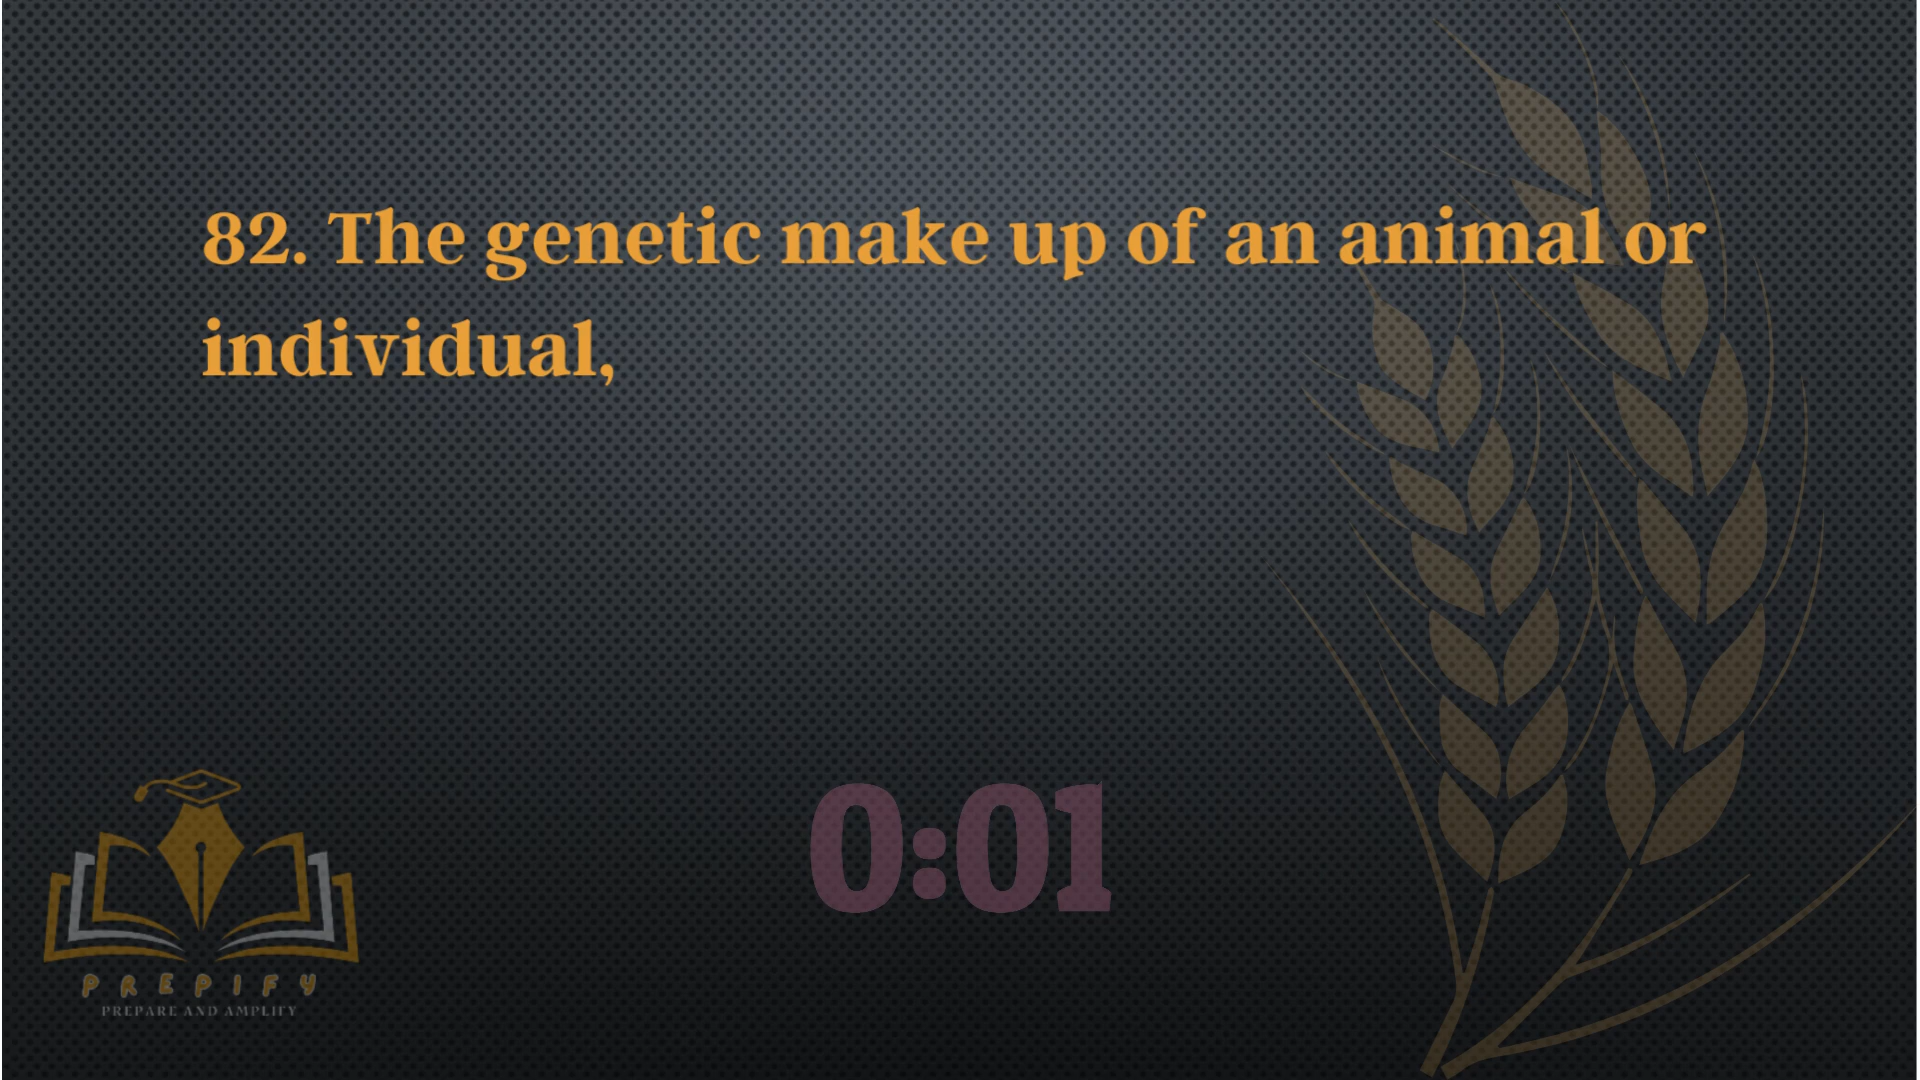 82. The genetic make up of an animal or
individual,
0:01
PREPIFY
PREPARE AND AMPLIFY